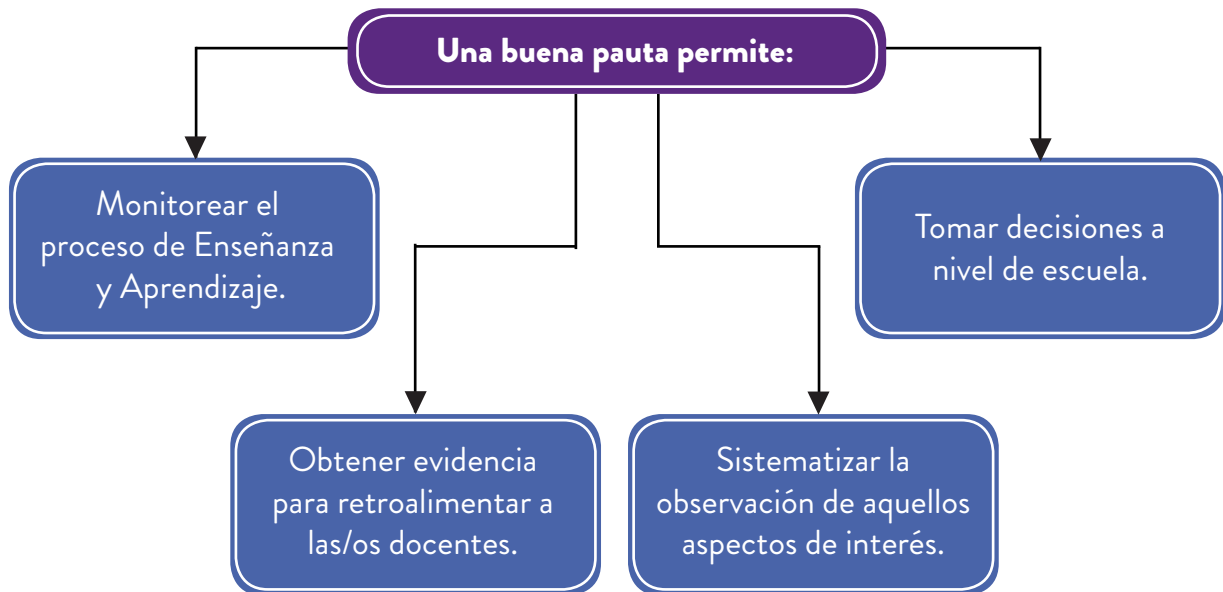 Una buena pauta permite:
Monitorear el
proceso de Enseñanza
y Aprendizaje.
Tomar decisiones a
nivel de escuela.
Obtener evidencia
para retroalimentar a
las/os docentes.
Sistematizar la
observación de aquellos
aspectos de interés.